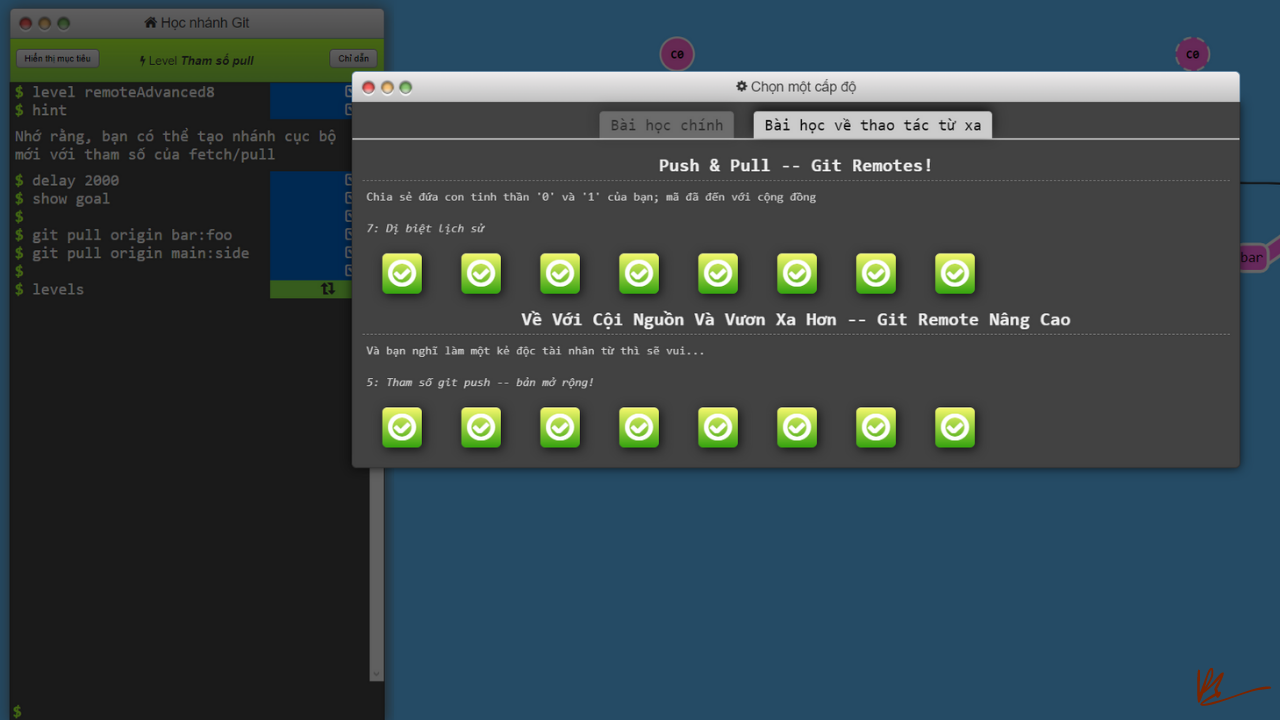 Học nhánh Git
Hiển thị mục tiêu
Level Tham số pull
Chỉ dẫn
$ level remoteAdvanced8
$ hint
Nhớ rằng, bạn có thể tạo nhánh cục bộ
mới với tham số của fetch/pull
$ delay 2000
$ show goal
$
$ git pull origin bar:foo
$ git pull origin main:side
$
$ levels
$
c0
c0
bar
Chọn một cấp độ
Bài học chính
Bài học về thao tác từ xa
Push & Pull -- Git Remotes!
Chia sẻ đứa con tinh thần '0' và '1' của bạn; mã đã đến với cộng đồng
7: Dị biệt lịch sử
Về Với Cội Nguồn Và Vươn Xa Hơn -- Git Remote Nâng Cao
Và bạn nghĩ làm một kẻ độc tài nhân từ thì sẽ vui...
5: Tham số git push -- bản mở rộng!